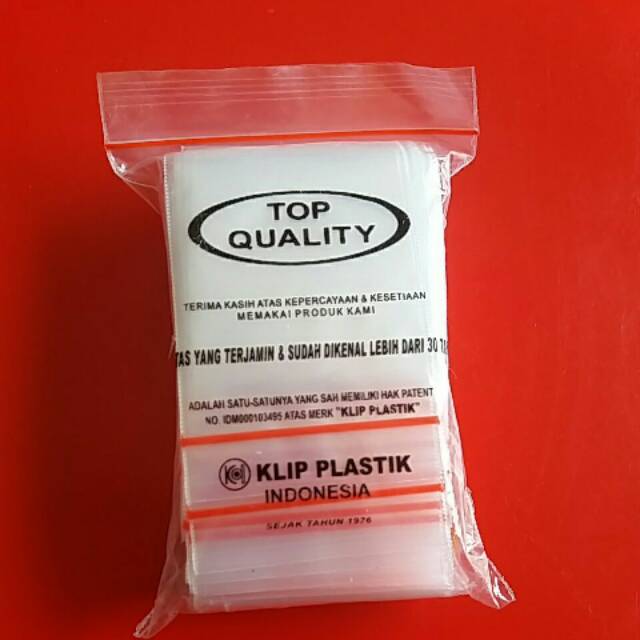 TOP
QUALITY
TERIMA KASIH ATAS KEPERCAYAAN & KESETIAAN
MEMAKAI PRODUK KAMI
TAS YANG TERJAMIN & SUDAH DIKENAL LEBIH DARI 30
ADALAH SATU-SATUNYA YANG SAH MEMILIKI HAK PATENT
NO. IDM000103495 ATAS MERK "KLIP PLASTIK"
KLIP PLASTIK
INDONESIA
SEJAK TAHUN 1976